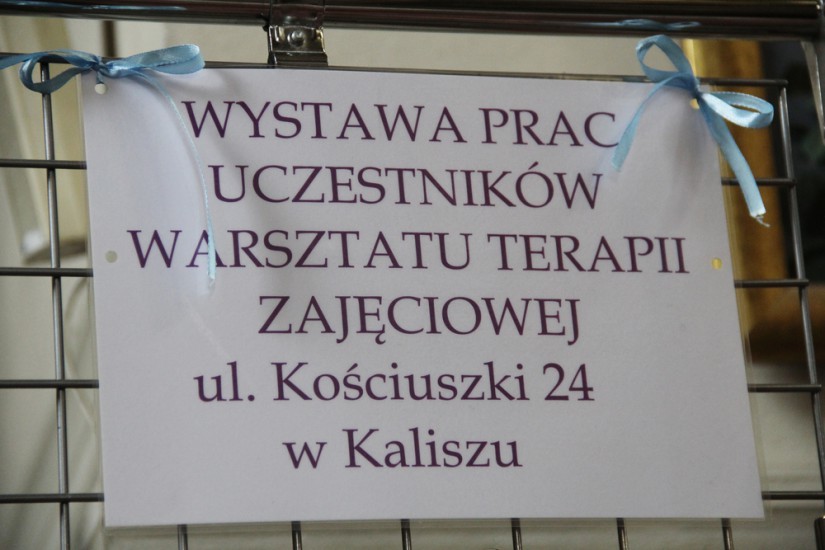 WYSTAWA PRAC
UCZESTNIKÓW
WARSZTATU TERAPII
ZAJĘCIOWEJ
ul. Kościuszki 24
w Kaliszu